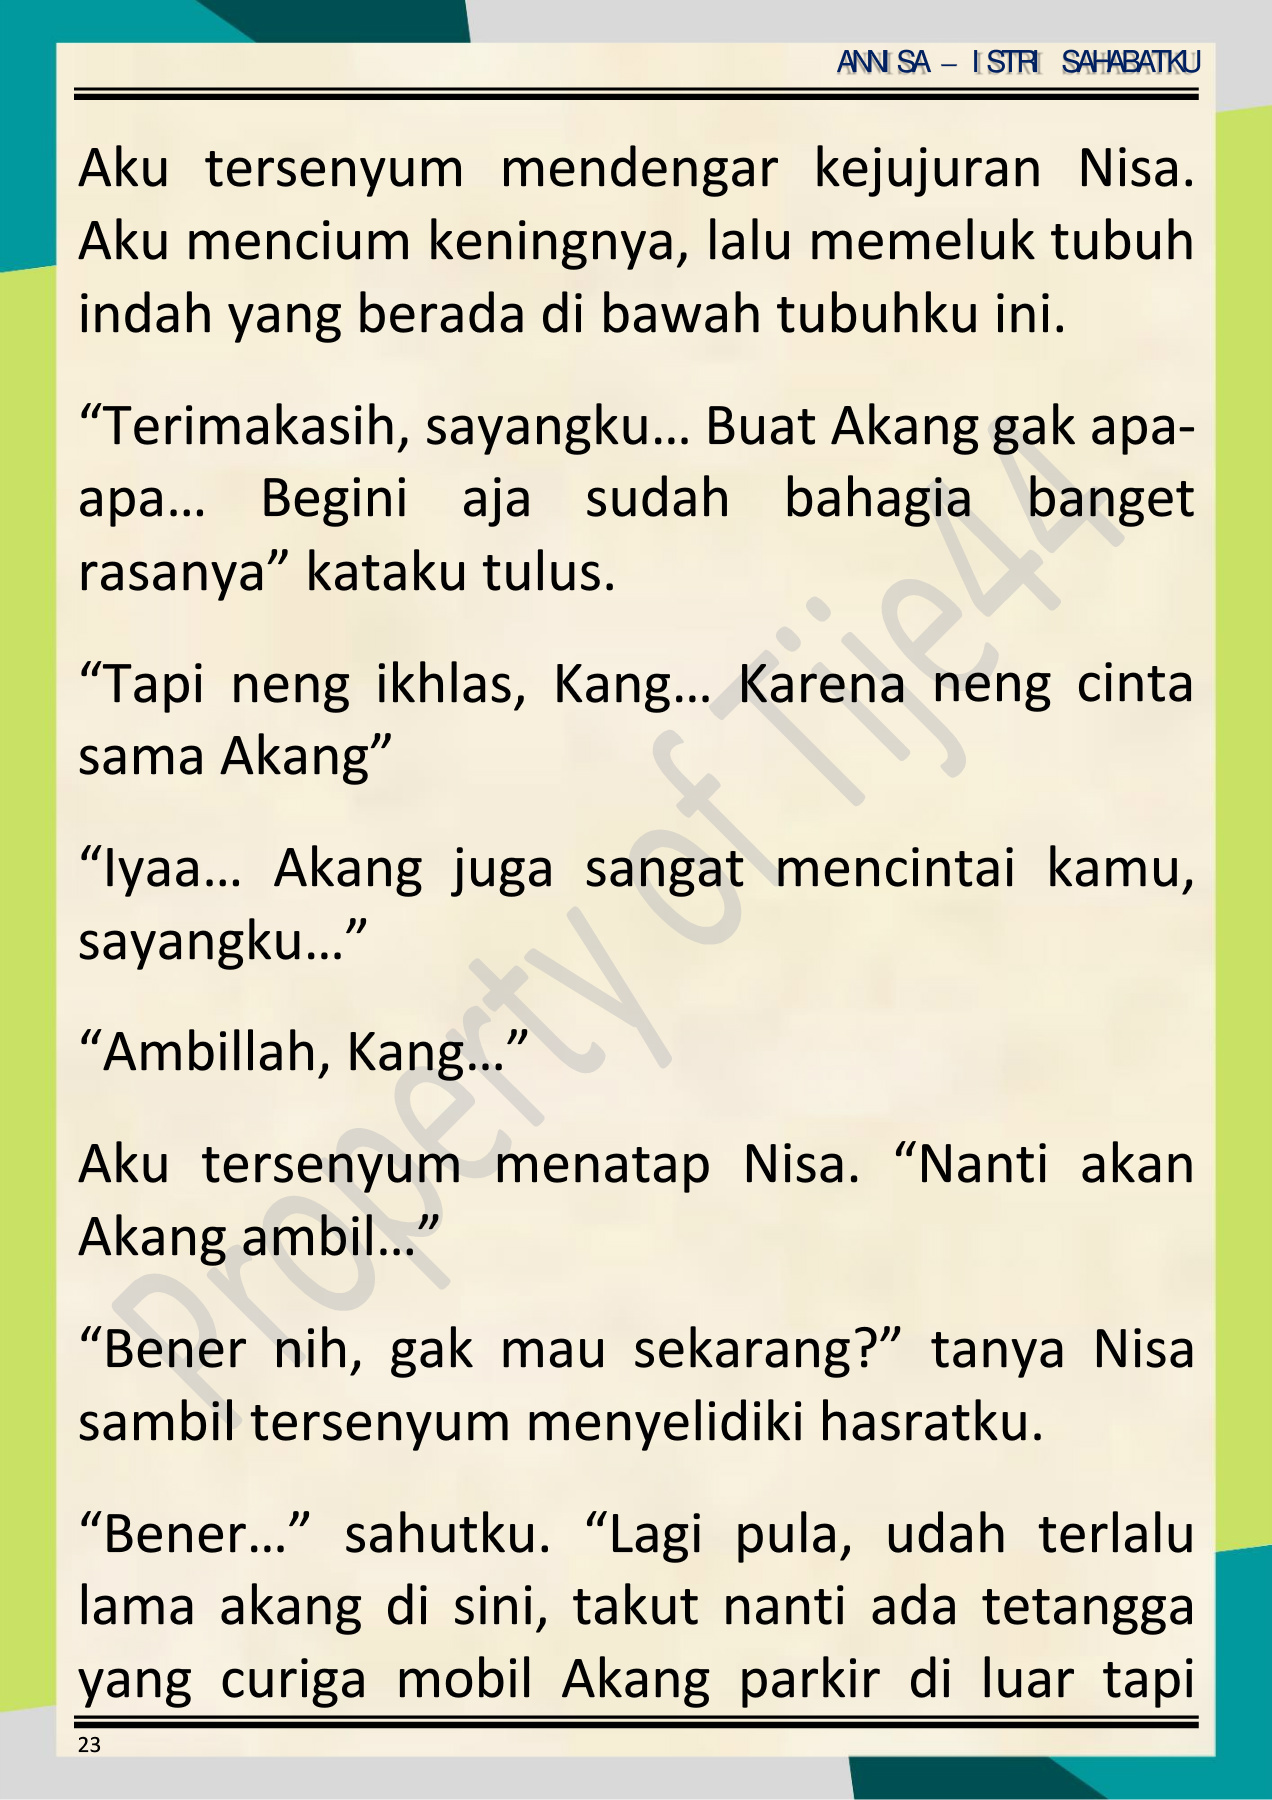 ANNISA – ISTRI SAHABATKU
Aku tersenyum mendengar kejujuran Nisa.
Aku mencium keningnya, lalu memeluk tubuh
indah yang berada di bawah tubuhku ini.
“Terimakasih, sayangku… Buat Akang gak apa-
apa… Begini aja sudah bahagia banget
rasanya” kataku tulus.
“Tapi neng ikhlas, Kang… Karena neng cinta
sama Akang”
“Iyaa… Akang juga sangat mencintai kamu,
sayangku…”
“Ambillah, Kang…”
Aku tersenyum menatap Nisa. “Nanti akan
Akang ambil…”
“Bener nih, gak mau sekarang?” tanya Nisa
sambil tersenyum menyelidiki hasratku.
“Bener…” sahutku. “Lagi pula, udah terlalu
lama akang di sini, takut nanti ada tetangga
yang curiga mobil Akang parkir di luar tapi
23
Property of Tije44